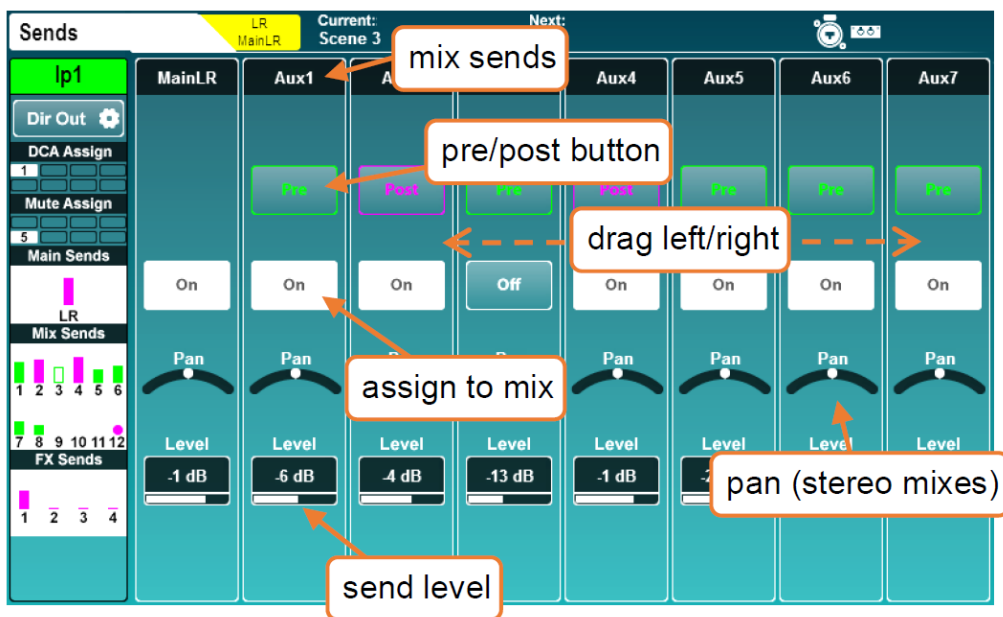 Sends
LR
MainLR
Current:
Scene 3
Next:
mix sends
Ip1
MainLR
Aux1
Aux4
Aux5
Aux6
Aux7
Dir Out
DCA Assign
1
Mute Assign
5
Main Sends
LR
Mix Sends
1 2 3 4 5 6
7 8 9 10 11 12
FX Sends
1 2 3 4
pre/post button
Pre Post Pre Post Pre Pre Pre
drag left/right
On On On Off On On On On
Pan Pan Pan Pan Pan Pan
assign to mix
Level Level Level Level Level Level Level Level
-1 dB -6 dB -4 dB -13 dB -1 dB
pan (stereo mixes)
send level